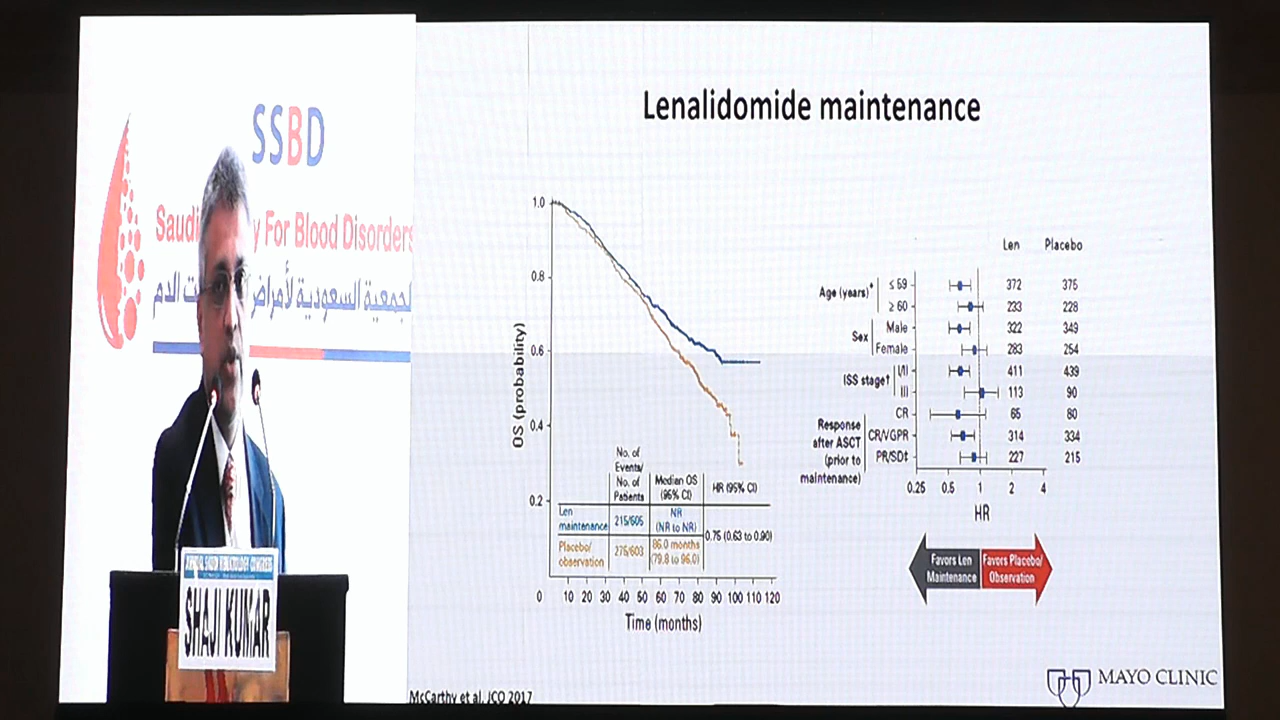 SSBD
Saudi y For Blood Disorders
الجمعية السعودية لأمراض الدم
SHAJI KUMAR
Lenalidomide maintenance
OS (probability)
1.0
0.8
0.6
0.4
0.2
0 10 20 30 40 50 60 70 80 90 100 110 120
Time (months)
No. of Events/ No. of Patients
Median OS (95% CI)
HR (95% CI)
Len maintenance 215/605 NR (NR to NR)
0.75 (0.63 to 0.90)
Placebo/ observation 275/603 86.0 months (79.8 to 96.0)
Len Placebo
Age (years)* ≤ 59 372 375
≥ 60 233 228
Sex Male 322 349
Female 283 254
ISS stage† I/II 411 439
III 113 90
Response after ASCT (prior to maintenance)
CR 65 80
CR/VGPR 314 334
PR/SD‡ 227 215
0.25 0.5 1 2 4
HR
Favors Len Maintenance
Favors Placebo/ Observation
McCarthy et al, JCO 2017
MAYO CLINIC